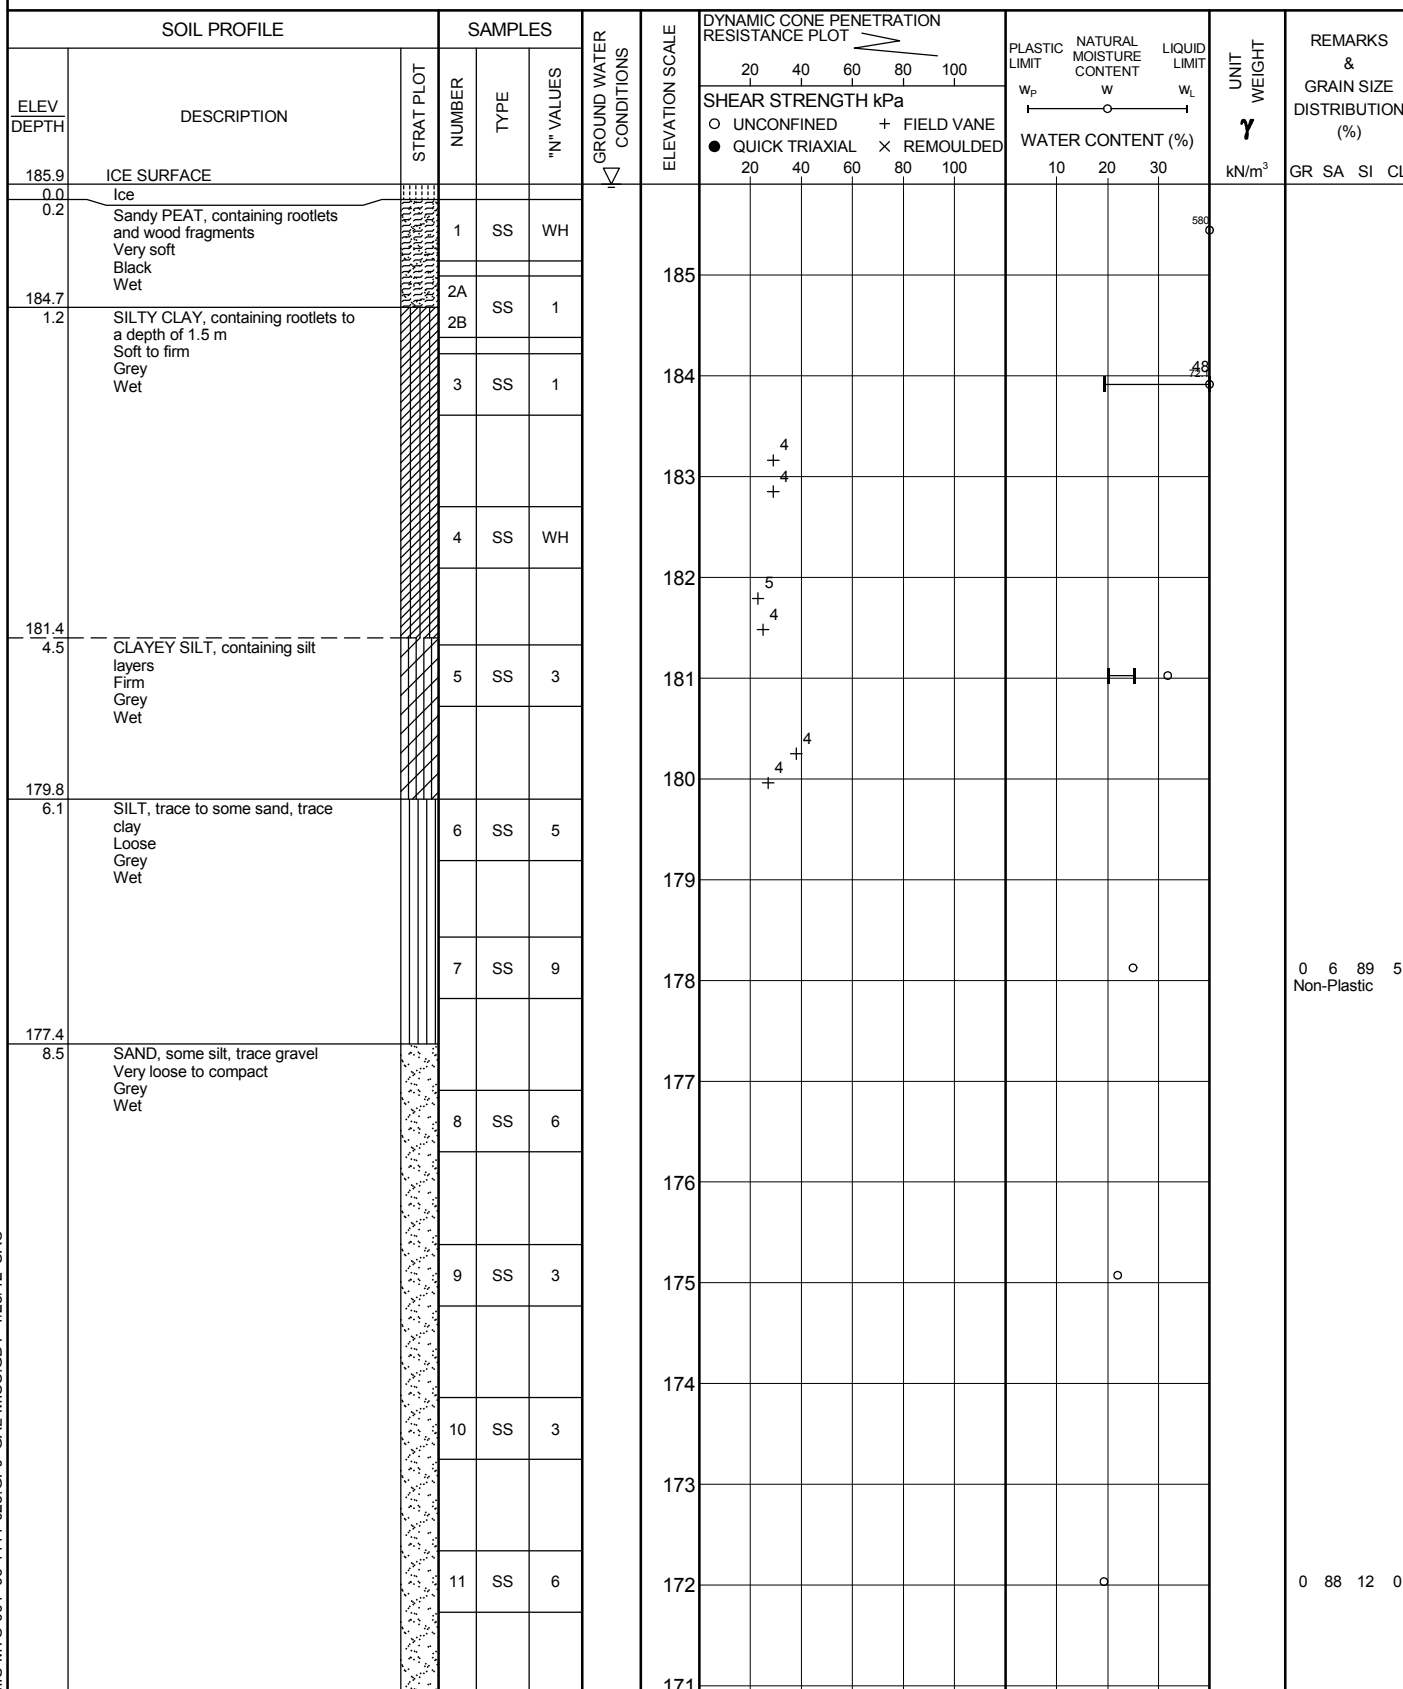 SOIL PROFILE
SAMPLES
GROUND WATER CONDITIONS
ELEVATION SCALE
DYNAMIC CONE PENETRATION
RESISTANCE PLOT
20 40 60 80 100
SHEAR STRENGTH kPa
○ UNCONFINED + FIELD VANE
● QUICK TRIAXIAL × REMOULDED
20 40 60 80 100
PLASTIC LIMIT
NATURAL MOISTURE CONTENT
LIQUID LIMIT
wP w wL
WATER CONTENT (%)
10 20 30
UNIT WEIGHT
γ
kN/m³
REMARKS
&
GRAIN SIZE
DISTRIBUTION
(%)
GR SA SI CL
ELEV
DEPTH
DESCRIPTION
STRAT PLOT
NUMBER
TYPE
"N" VALUES
185.9 ICE SURFACE
0.0 Ice
0.2 Sandy PEAT, containing rootlets
and wood fragments
Very soft
Black
Wet
1 SS WH
580
185
184.7
2A
2B
SS 1
1.2 SILTY CLAY, containing rootlets to
a depth of 1.5 m
Soft to firm
Grey
Wet
3 SS 1
184
48
4
183
4
4 SS WH
182
5
4
181.4
4.5 CLAYEY SILT, containing silt
layers
Firm
Grey
Wet
5 SS 3
181
4
4
180
179.8
6.1 SILT, trace to some sand, trace
clay
Loose
Grey
Wet
6 SS 5
179
7 SS 9
178
0 6 89 5
Non-Plastic
177.4
8.5 SAND, some silt, trace gravel
Very loose to compact
Grey
Wet
177
8 SS 6
176
9 SS 3
175
174
10 SS 3
173
11 SS 6
172
0 88 12 0
171